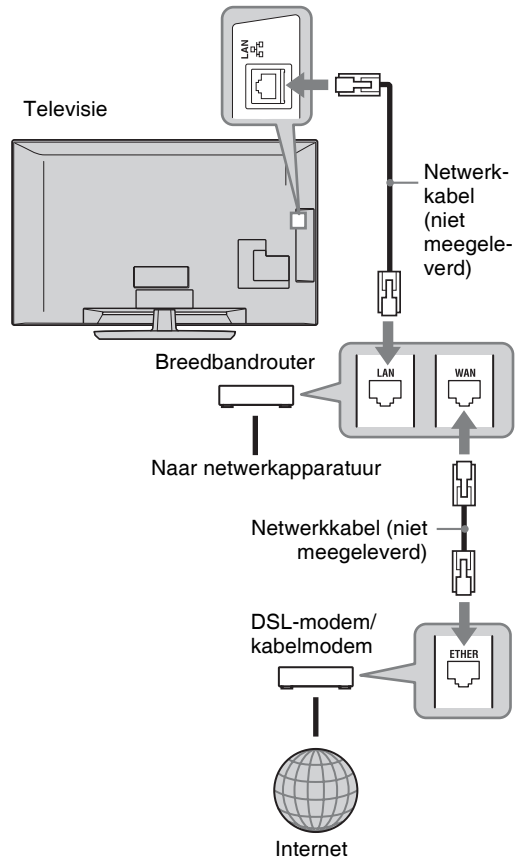 LAN
Televisie
Netwerk-
kabel
(niet
meegele-
verd)
Breedbandrouter
LAN
WAN
Naar netwerkapparatuur
Netwerkkabel (niet
meegeleverd)
DSL-modem/
kabelmodem
ETHER
Internet